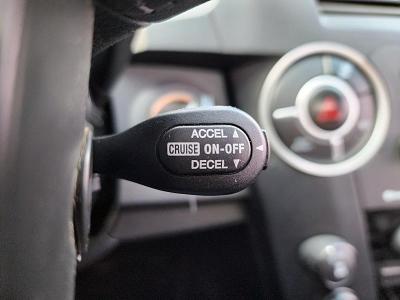 ACCEL ▲
CRUISE ON-OFF ◀
DECEL ▼